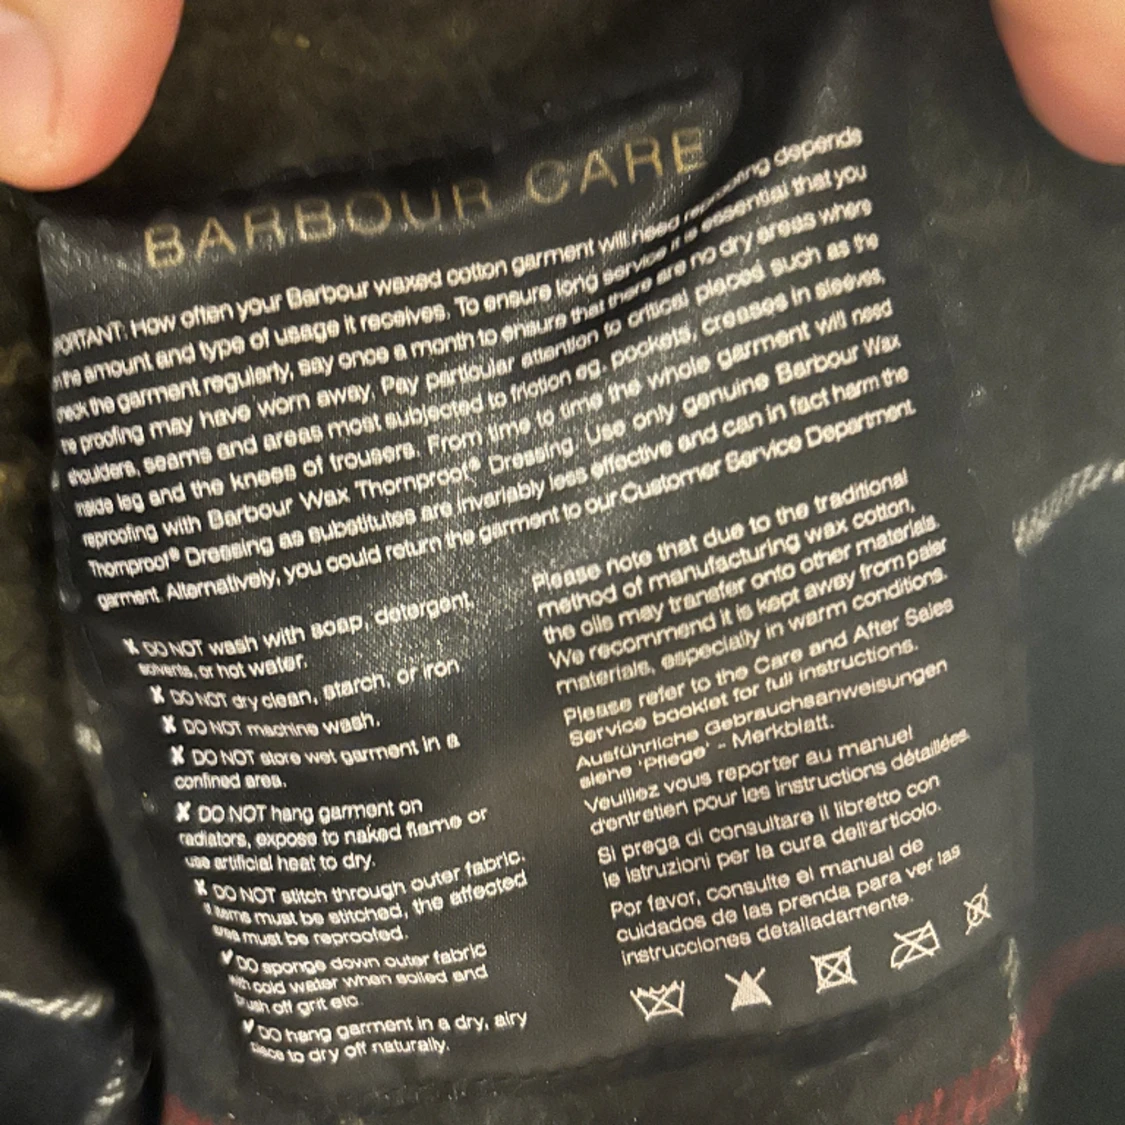 BARBOUR CARE
PORTANT: How often your Barbour waxed cotton garment will need reproofing depends
n the amount and type of usage it receives. To ensure long service it is essential that you
heck the garment regularly, say once a month to ensure that there are no dry areas where
he proofing may have worn away. Pay particular attention to critical places such as the
shoulders, seams and areas most subjected to friction eg. pockets, creases in sleeves,
inside leg and the knees of trousers. From time to time the whole garment will need
reproofing with Barbour Wax Thornproof® Dressing. Use only genuine Barbour Wax
Thornproof® Dressing as substitutes are invariably less effective and can in fact harm the
garment. Alternatively, you could return the garment to our Customer Service Department.
✘ DO NOT wash with soap, detergent,
solvents, or hot water.
✘ DO NOT dry clean, starch, or iron
✘ DO NOT machine wash.
✘ DO NOT store wet garment in a
confined area.
✘ DO NOT hang garment on
radiators, expose to naked flame or
use artificial heat to dry.
✘ DO NOT stitch through outer fabric.
If items must be stitched, the affected
areas must be reproofed.
✔ DO sponge down outer fabric
with cold water when soiled and
brush off grit etc.
✔ DO hang garment in a dry, airy
place to dry off naturally.
Please note that due to the traditional
method of manufacturing wax cotton,
the oils may transfer onto other materials.
We recommend it is kept away from paler
materials, especially in warm conditions.
Please refer to the Care and After Sales
Service booklet for full instructions.
Ausführliche Gebrauchsanweisungen
siehe 'Pflege' - Merkblatt.
Veuillez vous reporter au manuel
d'entretien pour les instructions détaillées.
Si prega di consultare il libretto con
le istruzioni per la cura dell'articolo.
Por favor, consulte el manual de
cuidados de las prenda para ver las
instrucciones detalladamente.